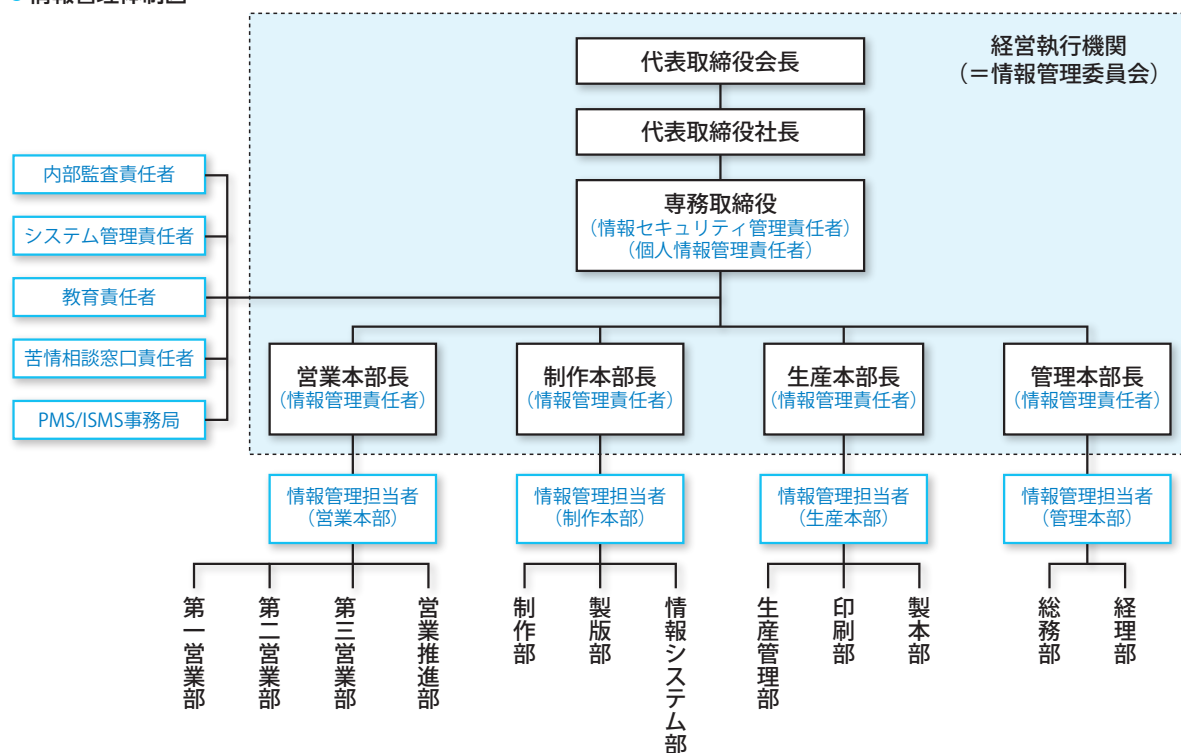 情報管理体制図
経営執行機関
（＝情報管理委員会）
代表取締役会長
代表取締役社長
専務取締役
（情報セキュリティ管理責任者）
（個人情報管理責任者）
内部監査責任者
システム管理責任者
教育責任者
苦情相談窓口責任者
PMS/ISMS事務局
営業本部長
（情報管理責任者）
制作本部長
（情報管理責任者）
生産本部長
（情報管理責任者）
管理本部長
（情報管理責任者）
情報管理担当者
（営業本部）
情報管理担当者
（制作本部）
情報管理担当者
（生産本部）
情報管理担当者
（管理本部）
第一営業部
第二営業部
第三営業部
営業推進部
制作部
製版部
情報システム部
生産管理部
印刷部
製本部
総務部
経理部